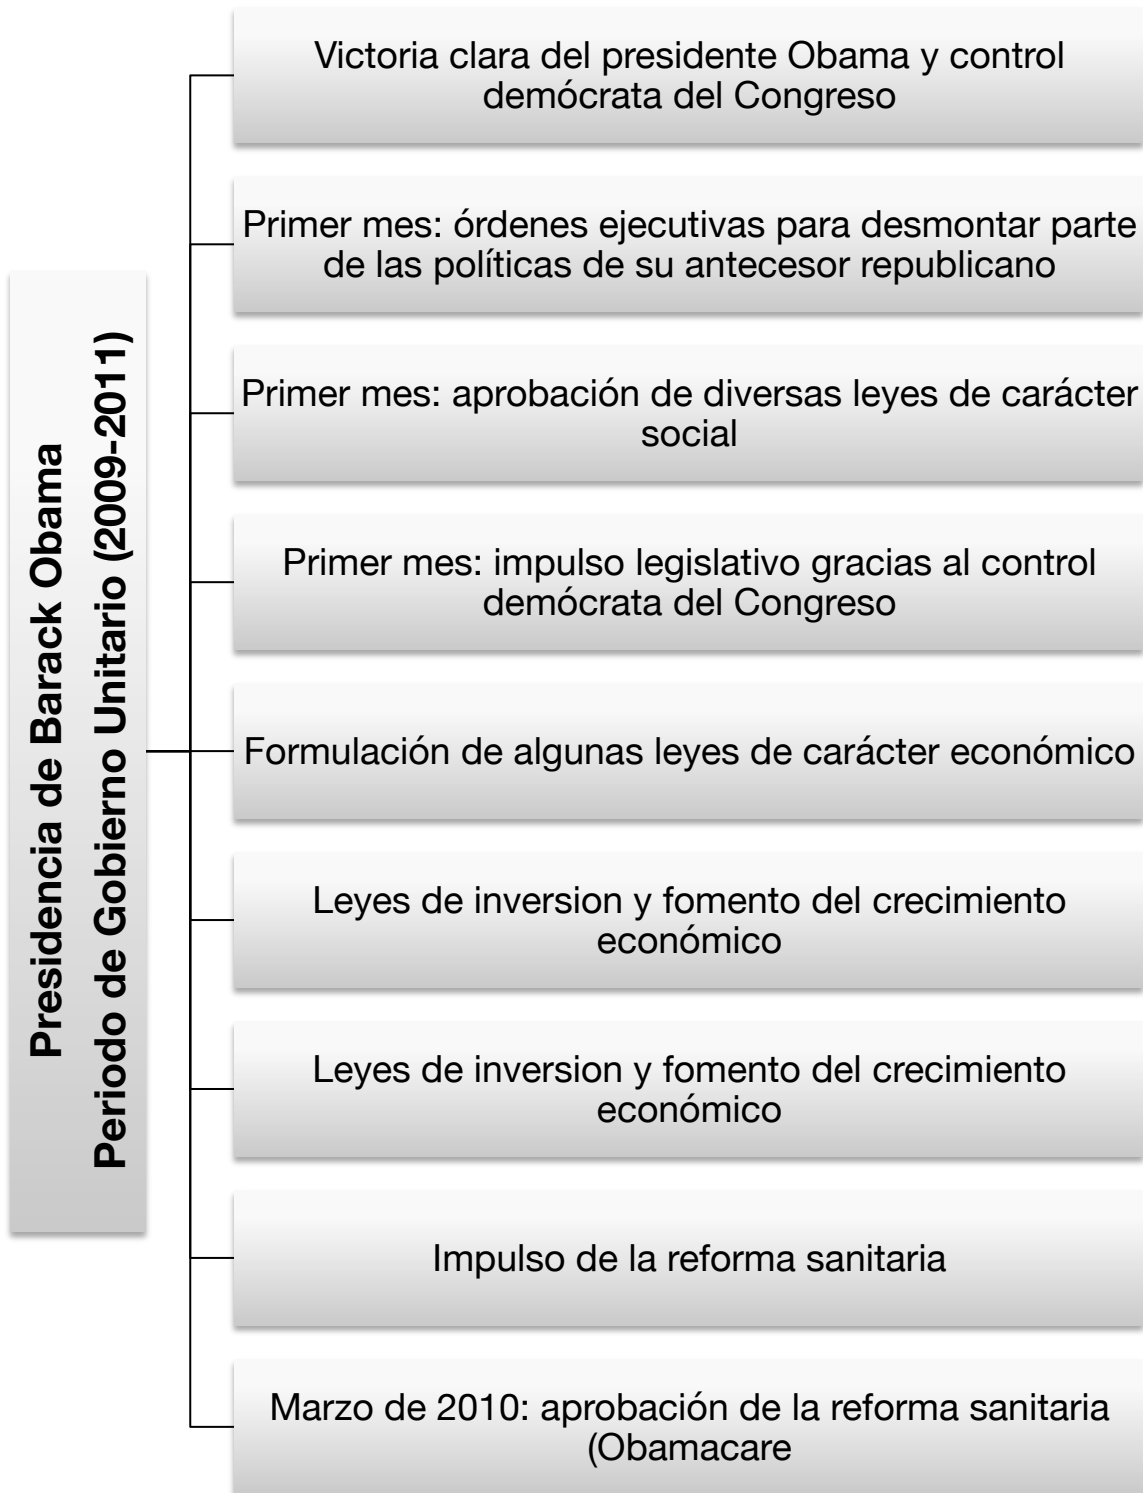 Presidencia de Barack Obama
Periodo de Gobierno Unitario (2009-2011)
Victoria clara del presidente Obama y control
demócrata del Congreso
Primer mes: órdenes ejecutivas para desmontar parte
de las políticas de su antecesor republicano
Primer mes: aprobación de diversas leyes de carácter
social
Primer mes: impulso legislativo gracias al control
demócrata del Congreso
Formulación de algunas leyes de carácter económico
Leyes de inversion y fomento del crecimiento
económico
Leyes de inversion y fomento del crecimiento
económico
Impulso de la reforma sanitaria
Marzo de 2010: aprobación de la reforma sanitaria
(Obamacare